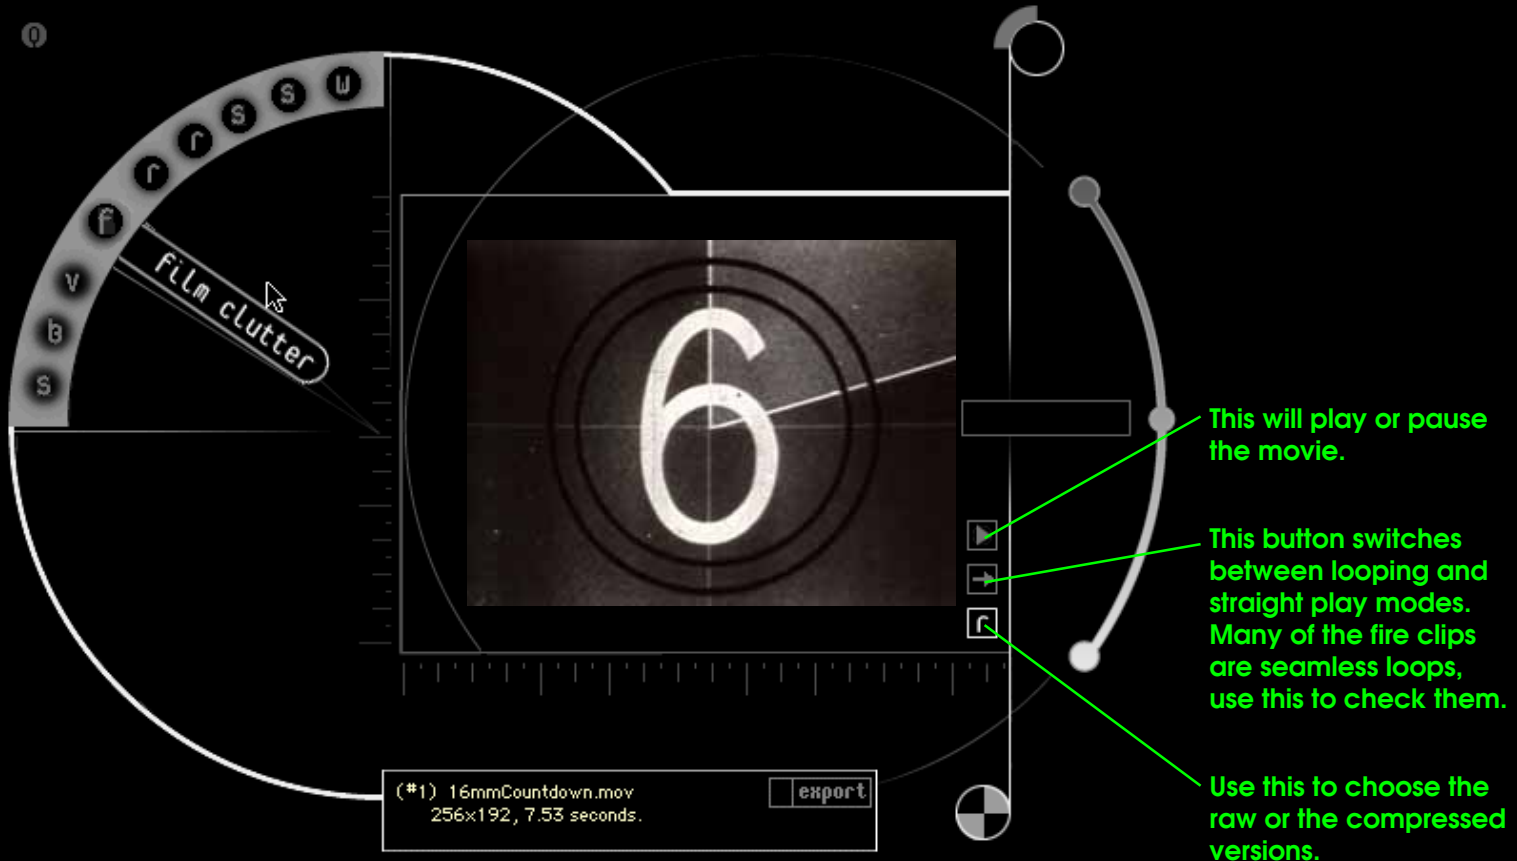 Q
W
s
s
r
r
f
v
b
s
film clutter
6
This will play or pause
the movie.
This button switches
between looping and
straight play modes.
Many of the fire clips
are seamless loops,
use this to check them.
r
Use this to choose the
raw or the compressed
versions.
(#1) 16mmCountdown.mov
export
256x192, 7.53 seconds.